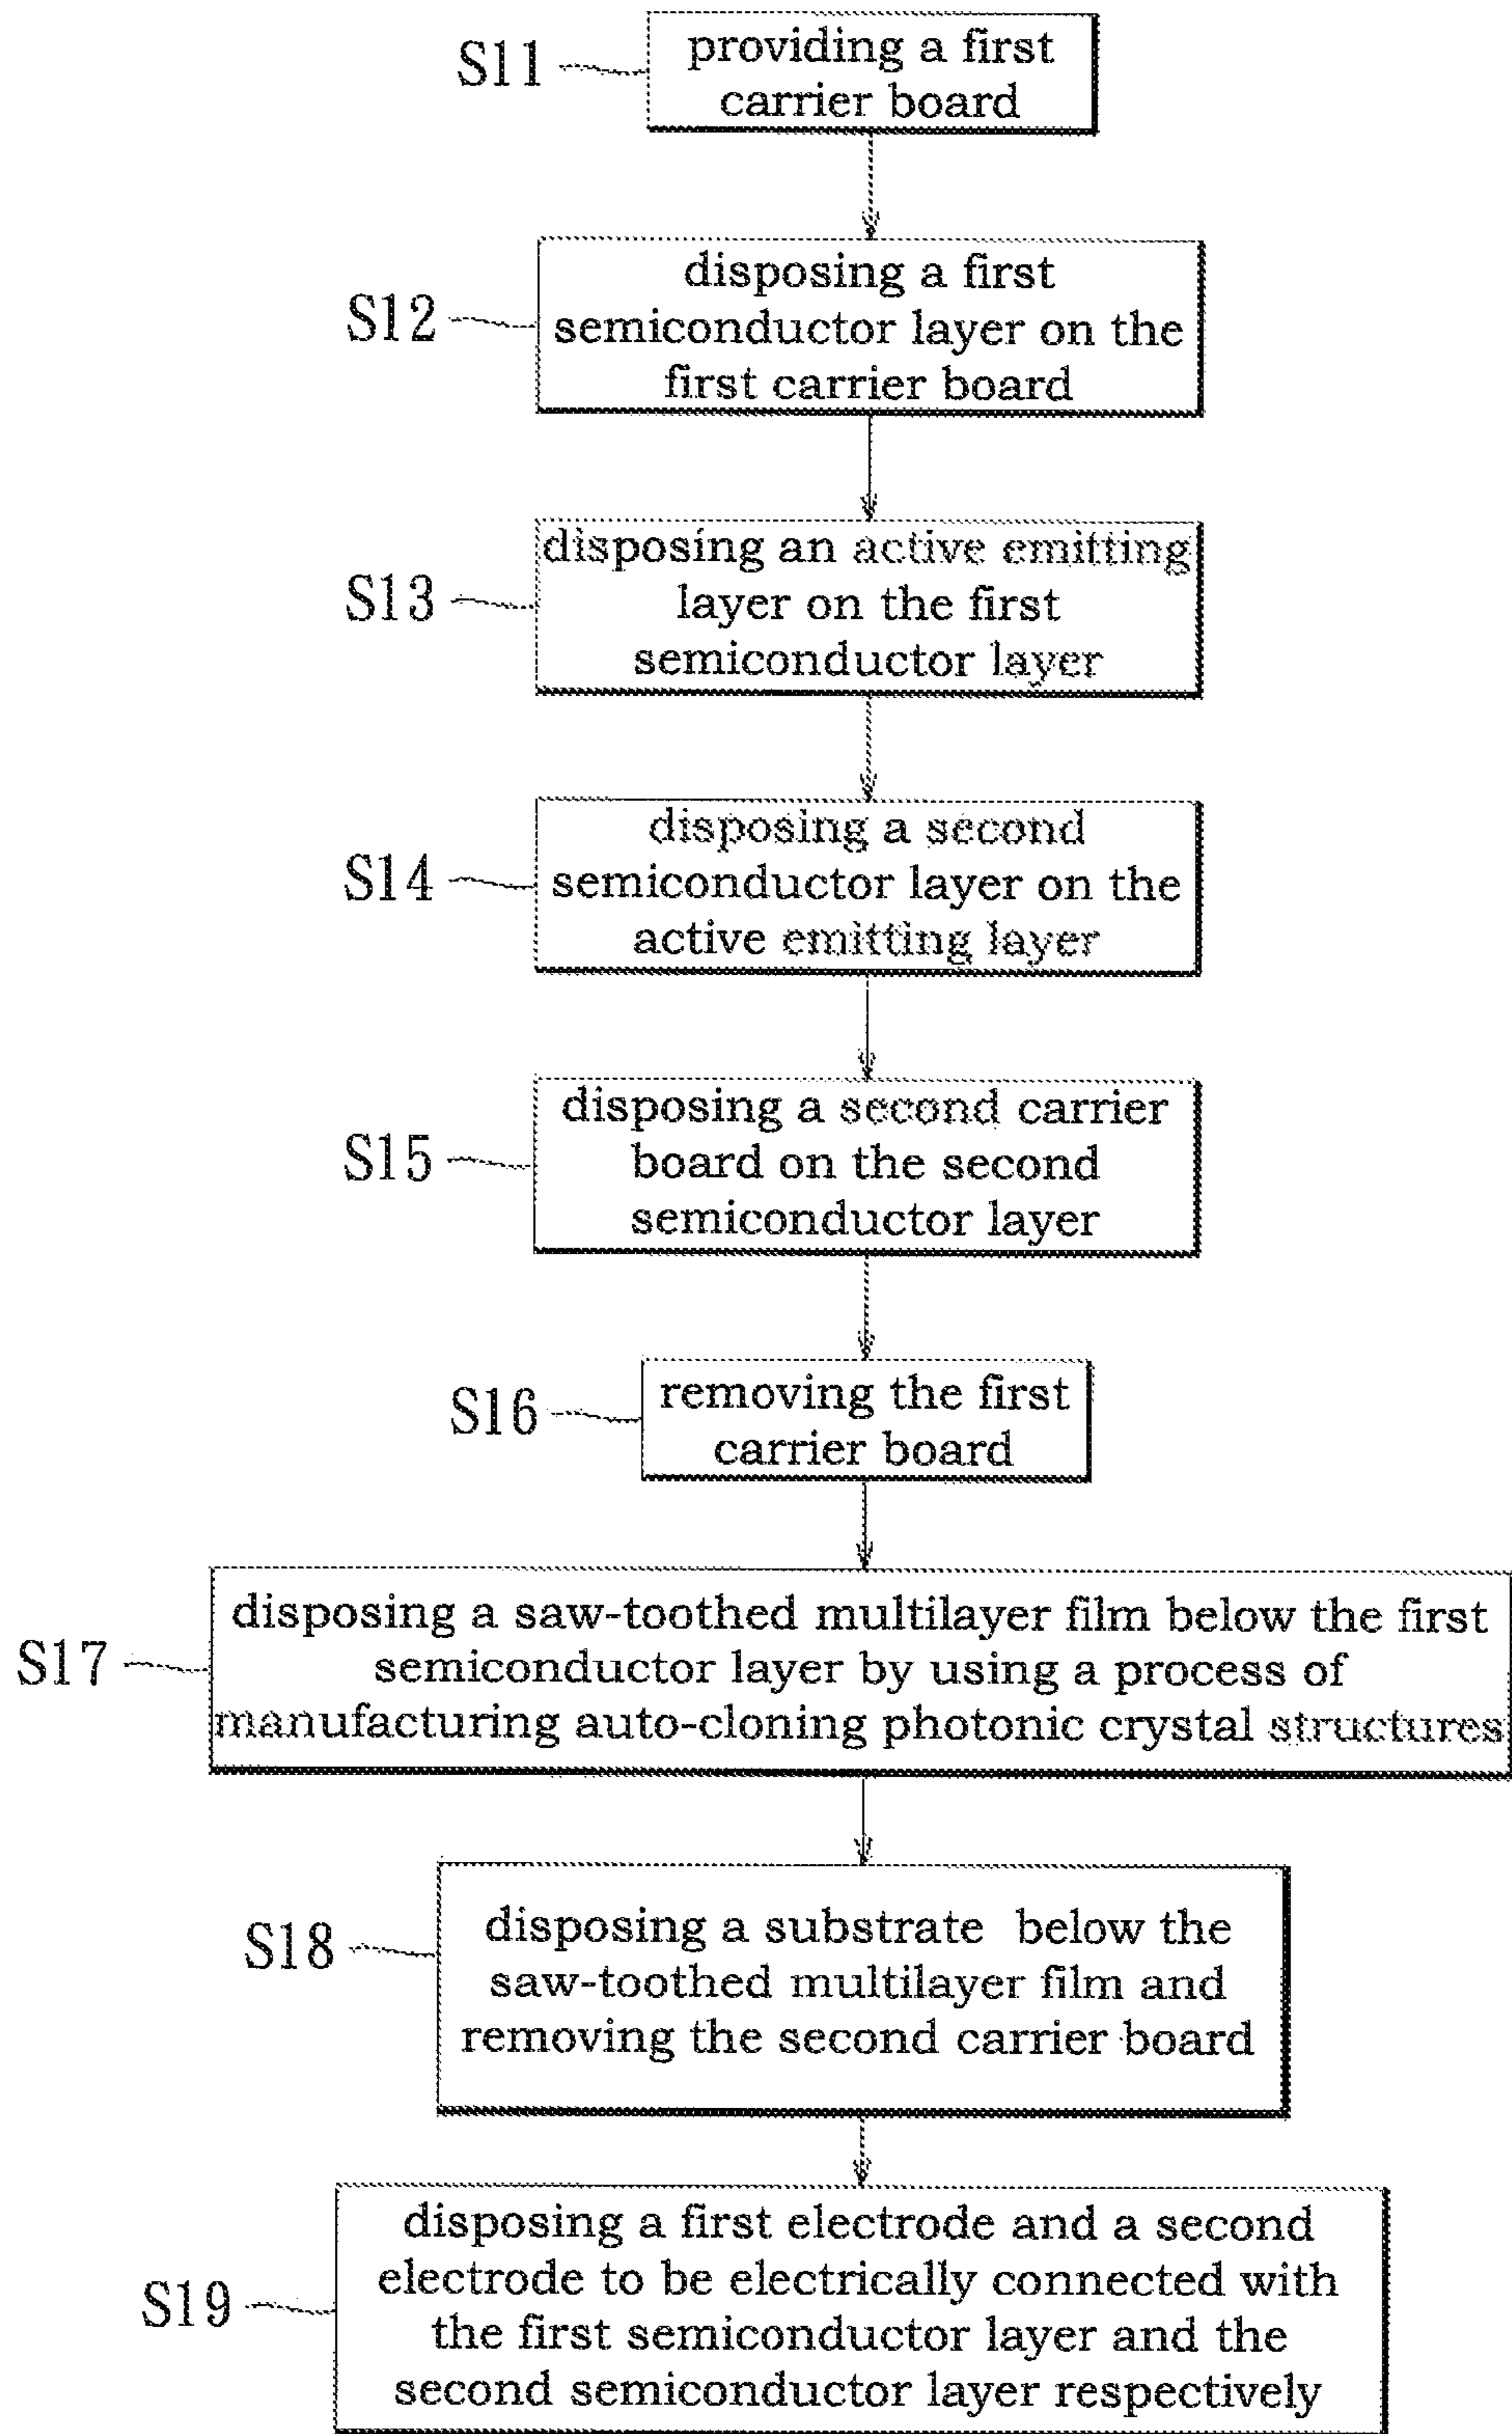 S11
providing a first
carrier board
S12
disposing a first
semiconductor layer on the
first carrier board
S13
disposing an active emitting
layer on the first
semiconductor layer
S14
disposing a second
semiconductor layer on the
active emitting layer
S15
disposing a second carrier
board on the second
semiconductor layer
S16
removing the first
carrier board
S17
disposing a saw-toothed multilayer film below the first
semiconductor layer by using a process of
manufacturing auto-cloning photonic crystal structures
S18
disposing a substrate below the
saw-toothed multilayer film and
removing the second carrier board
S19
disposing a first electrode and a second
electrode to be electrically connected with
the first semiconductor layer and the
second semiconductor layer respectively